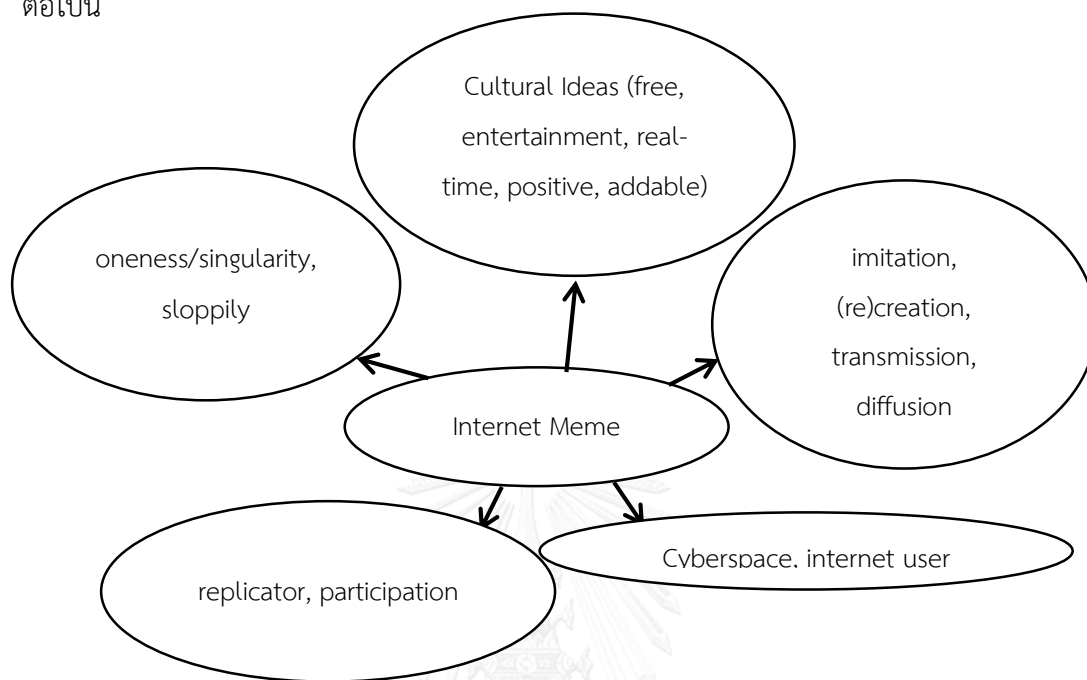 ต่อไปนี้
Cultural Ideas (free,
entertainment, real-
time, positive, addable)
oneness/singularity,
sloppily
imitation,
(re)creation,
transmission,
diffusion
Internet Meme
Cyberspace, internet user
replicator, participation